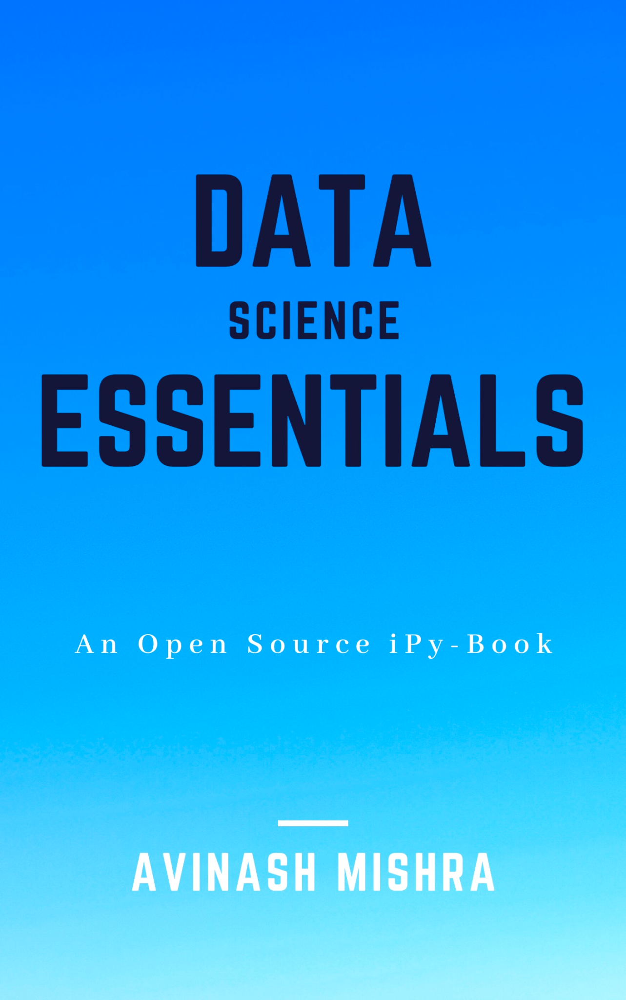 DATA
SCIENCE
ESSENTIALS
An Open Source iPy-Book
AVINASH MISHRA